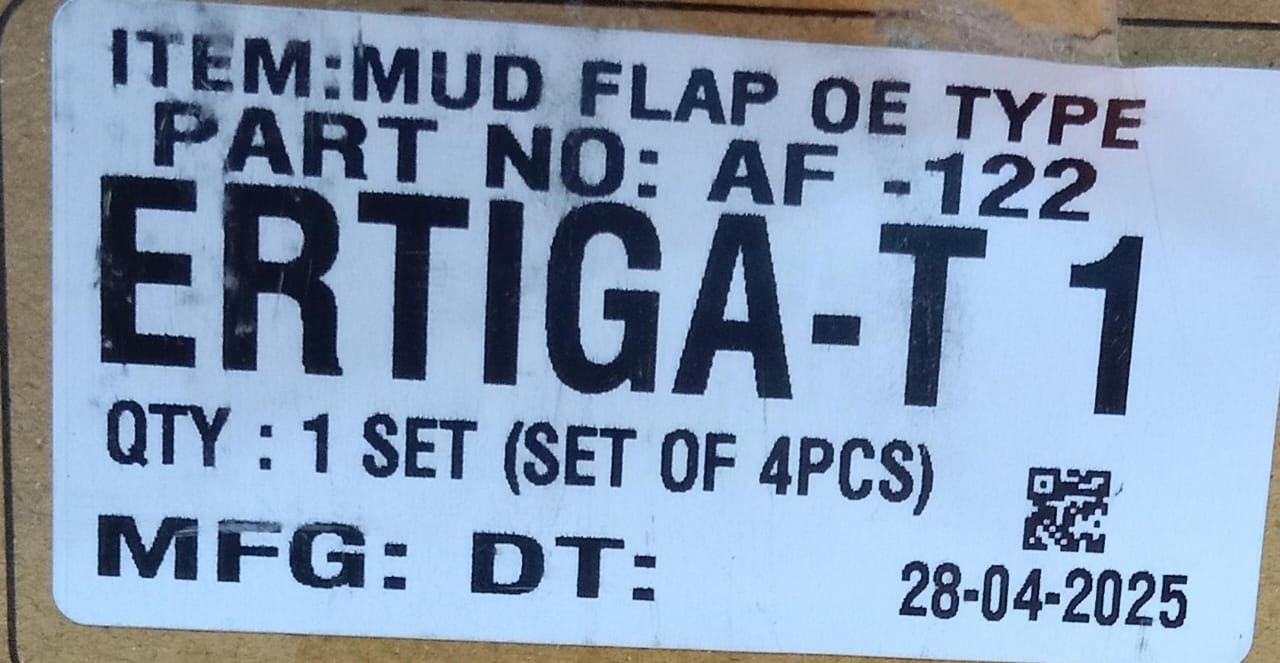 ITEM:MUD FLAP OE TYPE
PART NO: AF -122
ERTIGA-T 1
QTY : 1 SET (SET OF 4PCS)
MFG: DT:
28-04-2025